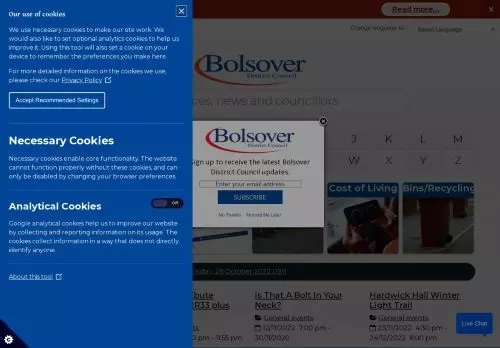 Our use of cookies
We use necessary cookies to make our site work. We
would also like to set optional analytics cookies to help us
improve it. Using this tool will also set a cookie on your
device to remember the preferences you make here.
For more detailed information on the cookies we use,
please check our Privacy Policy
Accept Recommended Settings
Necessary Cookies
Necessary cookies enable core functionality. The website
cannot function properly without these cookies, and can
only be disabled by changing your browser preferences.
Analytical Cookies
Off
Google analytical cookies help us to improve our website
by collecting and reporting information on its usage. The
cookies collect information in a way that does not directly
identify anyone.
About this tool
Read more...
Change language to:
Select Language
Bolsover
District Council
ces, news and councillors
J K L M
W X Y Z
Bolsover
District Council
Sign up to receive the latest Bolsover
District Council updates.
Enter your email address
SUBSCRIBE
No Thanks
Remind Me Later
Cost of Living
Bins/Recycling
Is That A Bolt In Your
Neck?
General events
12/11/2022 7:00 pm -
30/11/2020
Hardwick Hall Winter
Light Trail
General events
23/11/2022 4:30 pm -
24/12/2022 8:00 pm
Live Chat